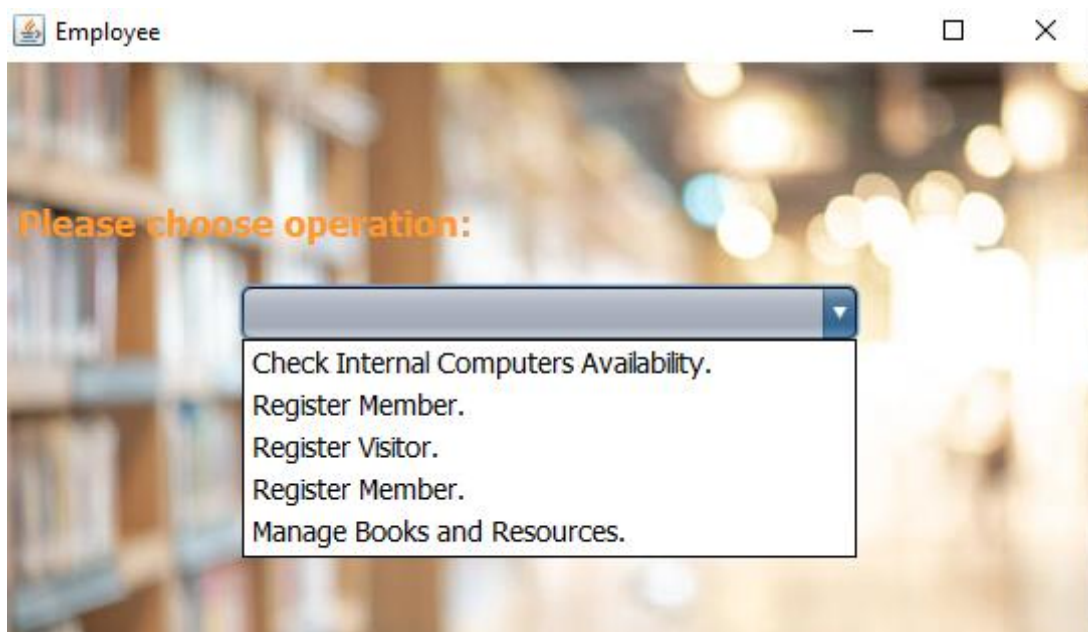 Employee
Please choose operation:
Check Internal Computers Availability.
Register Member.
Register Visitor.
Register Member.
Manage Books and Resources.